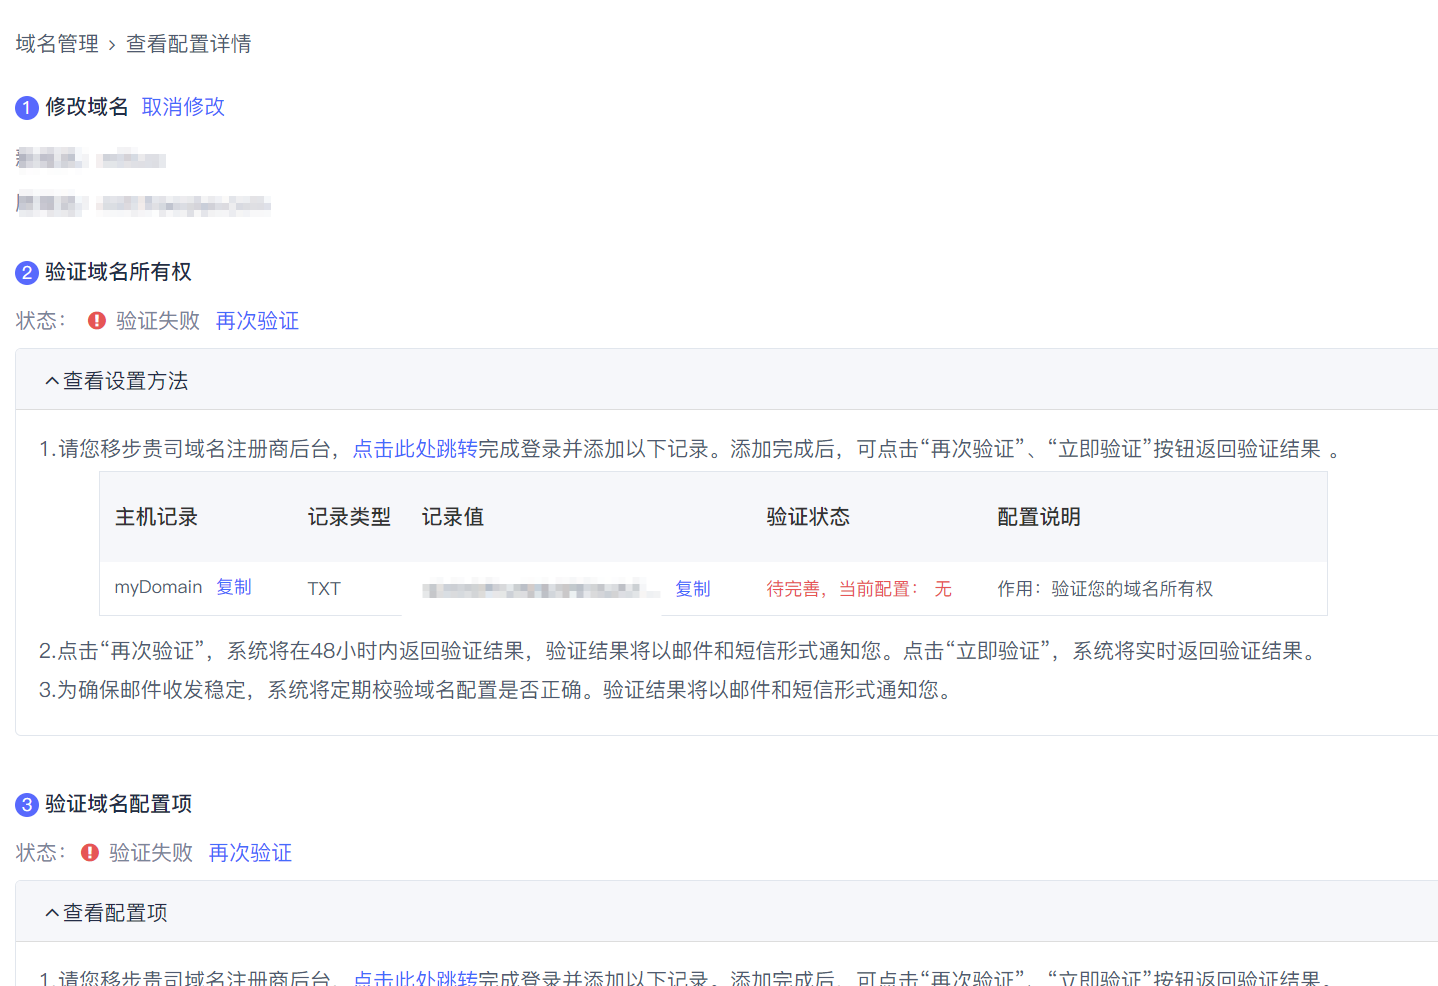 域名管理 › 查看配置详情
1 修改域名 取消修改
2 验证域名所有权
状态： 验证失败 再次验证
查看设置方法
1.请您移步贵司域名注册商后台，点击此处跳转完成登录并添加以下记录。添加完成后，可点击“再次验证”、“立即验证”按钮返回验证结果 。
主机记录 记录类型 记录值 验证状态 配置说明
myDomain 复制 TXT 复制 待完善，当前配置： 无 作用：验证您的域名所有权
2.点击“再次验证”，系统将在48小时内返回验证结果，验证结果将以邮件和短信形式通知您。点击“立即验证”，系统将实时返回验证结果。
3.为确保邮件收发稳定，系统将定期校验域名配置是否正确。验证结果将以邮件和短信形式通知您。
3 验证域名配置项
状态： 验证失败 再次验证
查看配置项
1.请您移步贵司域名注册商后台，点击此处跳转完成登录并添加以下记录。添加完成后，可点击“再次验证”、“立即验证”按钮返回验证结果。